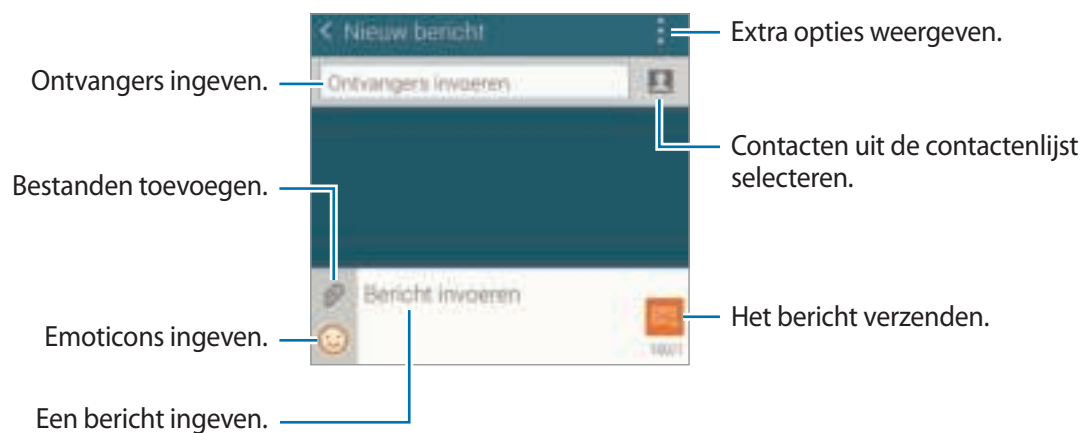 Nieuw bericht
Extra opties weergeven.
Ontvangers ingeven.
Ontvangers invoeren
Contacten uit de contactenlijst
selecteren.
Bestanden toevoegen.
Bericht invoeren
Het bericht verzenden.
Emoticons ingeven.
Een bericht ingeven.